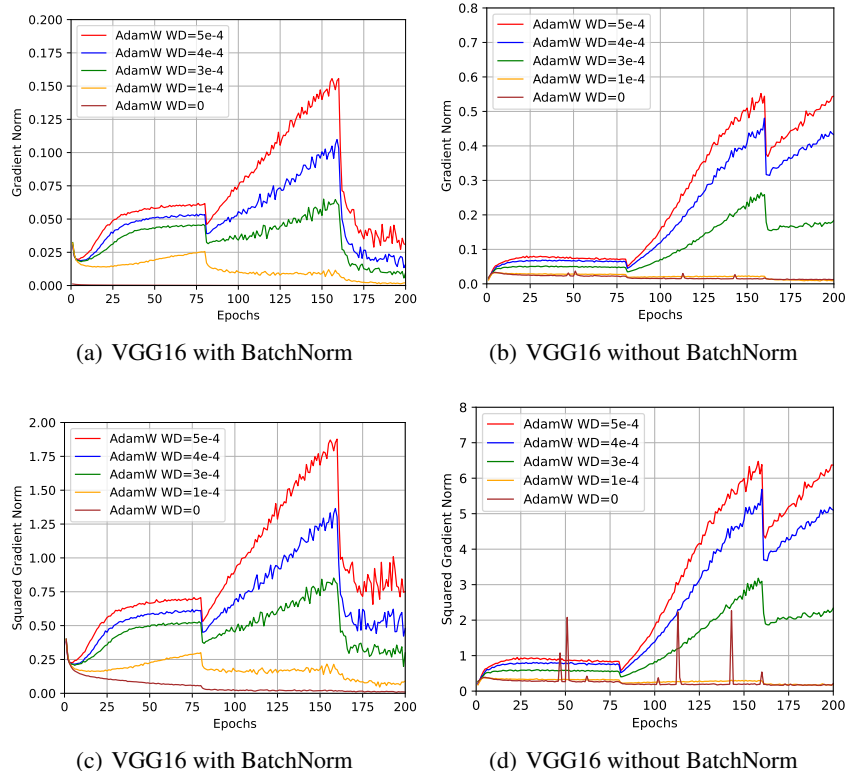 0.200
0.175
0.150
0.125
0.100
0.075
0.050
0.025
0.000
Gradient Norm
AdamW WD=5e-4
AdamW WD=4e-4
AdamW WD=3e-4
AdamW WD=1e-4
AdamW WD=0
0 25 50 75 100 125 150 175 200
Epochs
(a) VGG16 with BatchNorm
0.8
0.7
0.6
0.5
0.4
0.3
0.2
0.1
0.0
Gradient Norm
AdamW WD=5e-4
AdamW WD=4e-4
AdamW WD=3e-4
AdamW WD=1e-4
AdamW WD=0
0 25 50 75 100 125 150 175 200
Epochs
(b) VGG16 without BatchNorm
2.00
1.75
1.50
1.25
1.00
0.75
0.50
0.25
0.00
Squared Gradient Norm
AdamW WD=5e-4
AdamW WD=4e-4
AdamW WD=3e-4
AdamW WD=1e-4
AdamW WD=0
0 25 50 75 100 125 150 175 200
Epochs
(c) VGG16 with BatchNorm
8
7
6
5
4
3
2
1
0
Squared Gradient Norm
AdamW WD=5e-4
AdamW WD=4e-4
AdamW WD=3e-4
AdamW WD=1e-4
AdamW WD=0
0 25 50 75 100 125 150 175 200
Epochs
(d) VGG16 without BatchNorm